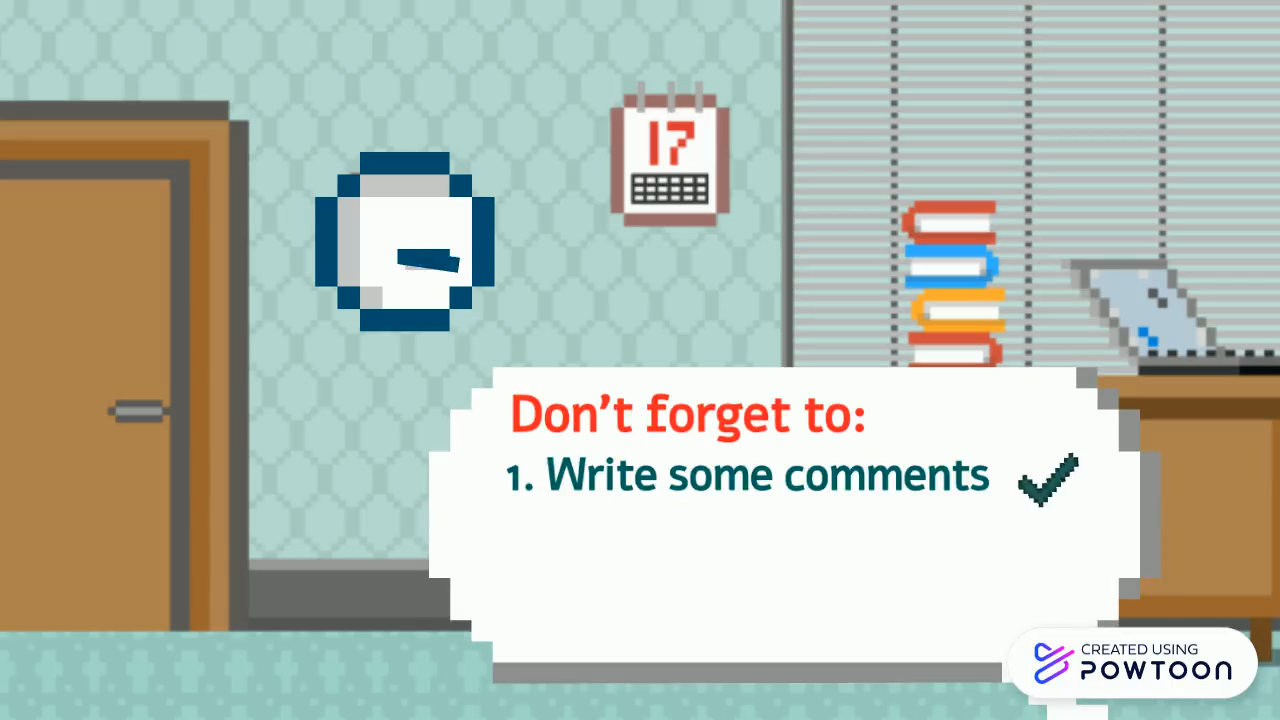 17
Don't forget to:
1. Write some comments
CREATED USING
POWTOON